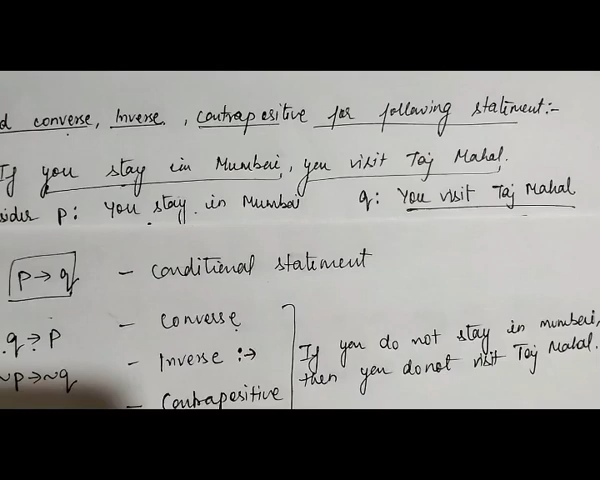 d converse, Inverse, contrapositive for following statement:-
If you stay in Mumbai, you visit Taj Mahal.
sider p: You stay in Mumbai q: You visit Taj Mahal
p→q - Conditional statement
q→p - Converse
~p→~q - Inverse :→
- Contrapositive
If you do not stay in mumbai,
then you donot visit Taj Mahal.